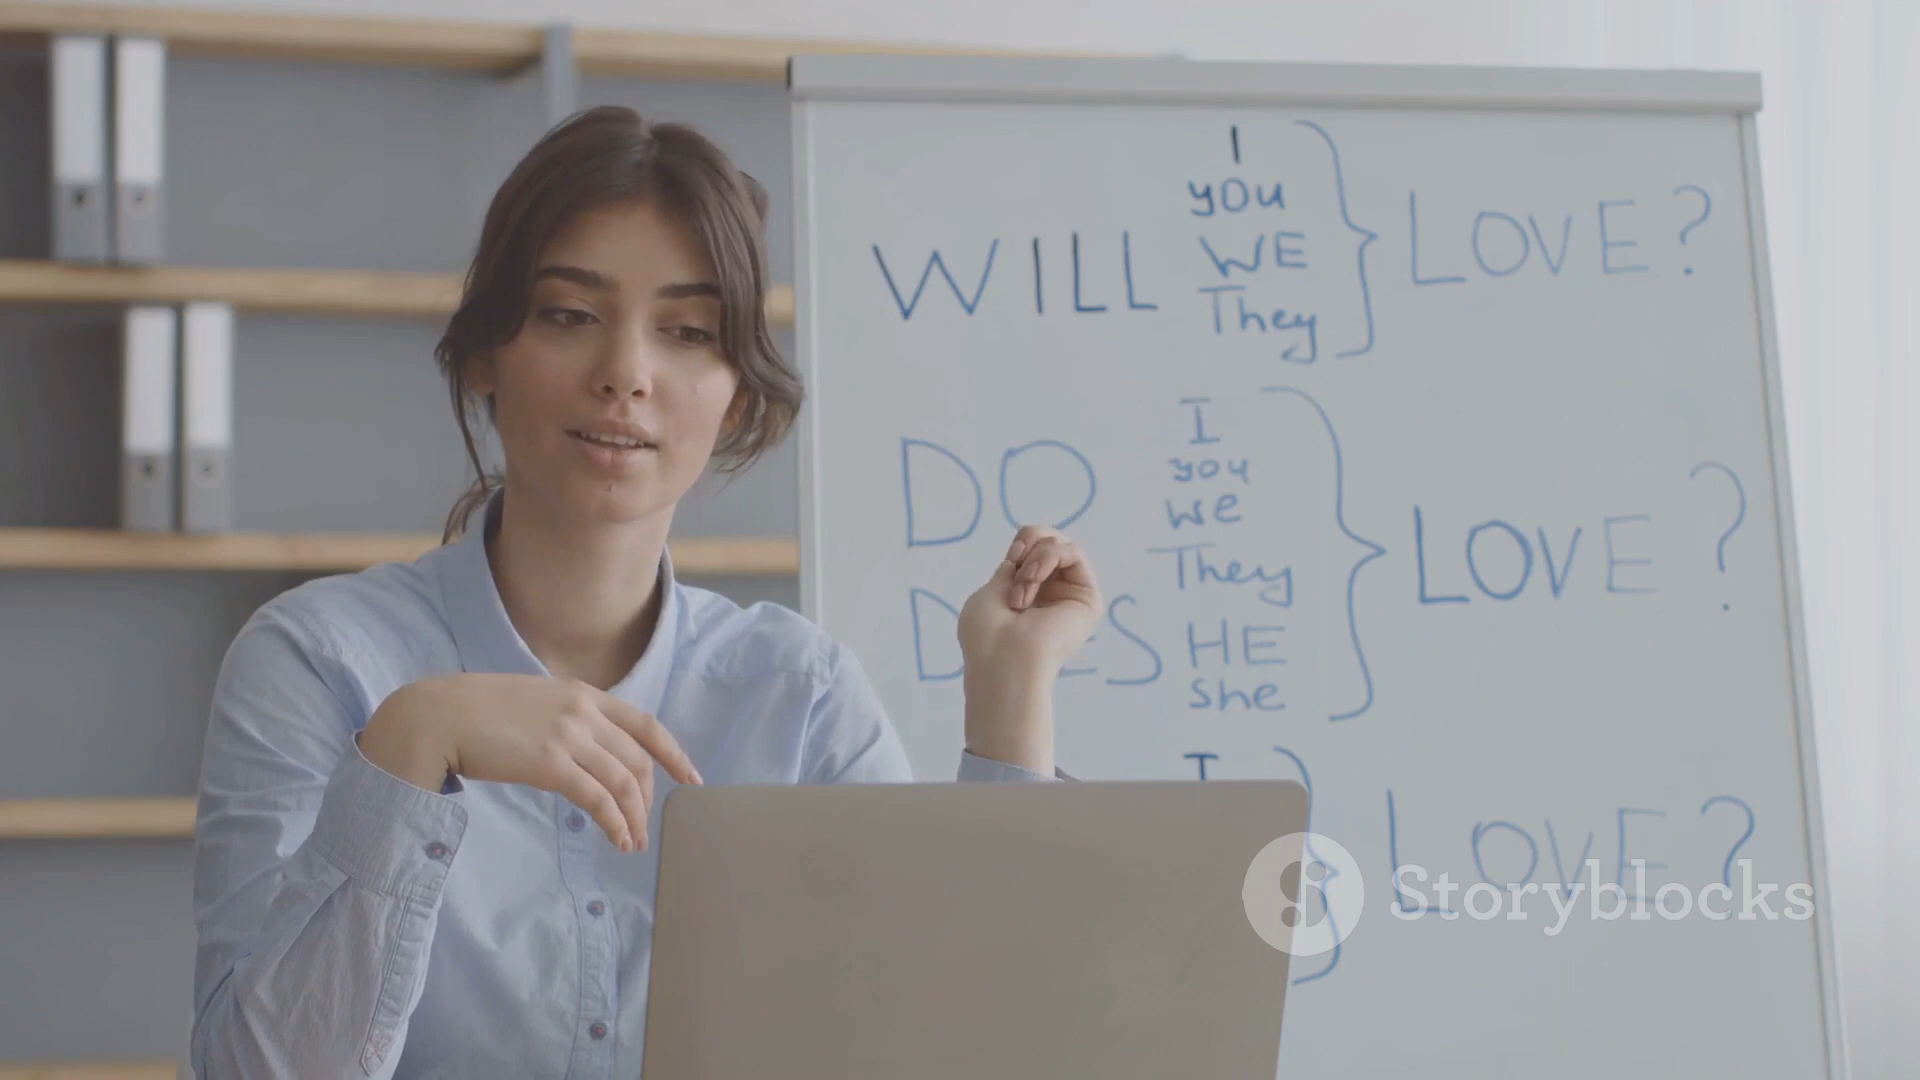 I
you
WILL WE LOVE?
They
I
you
DO we LOVE?
They
DOES HE
she
I
LOVE?
Storyblocks